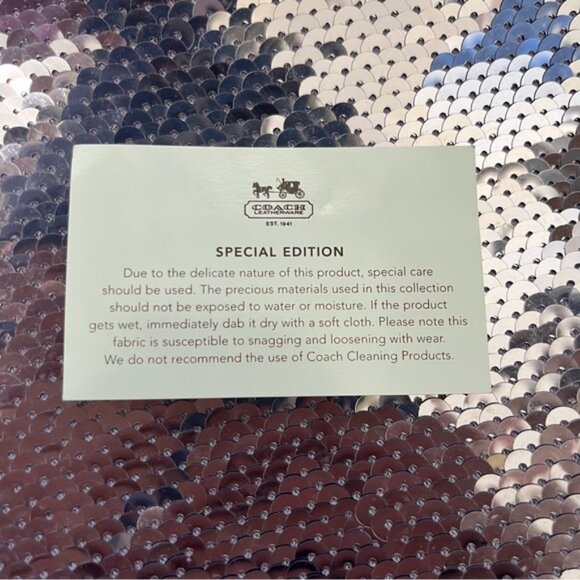 COACH
LEATHERWARE
EST. 1941
SPECIAL EDITION
Due to the delicate nature of this product, special care
should be used. The precious materials used in this collection
should not be exposed to water or moisture. If the product
gets wet, immediately dab it dry with a soft cloth. Please note this
fabric is susceptible to snagging and loosening with wear.
We do not recommend the use of Coach Cleaning Products.